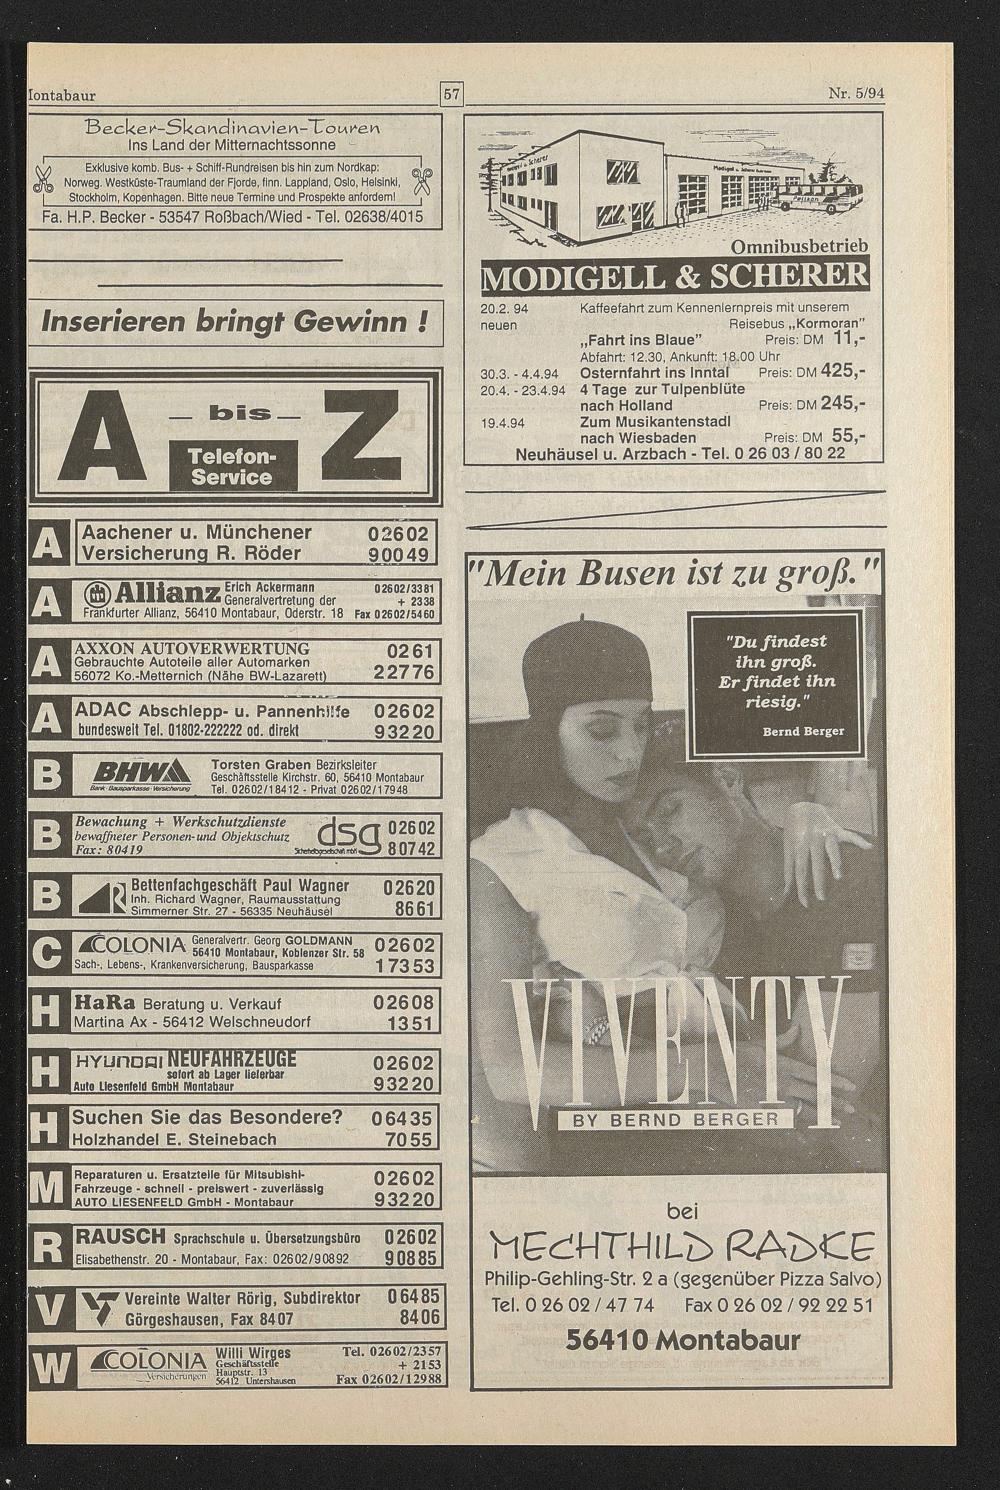 Montabaur
57
Nr. 5/94
Becker-Skandinavien-Touren
Ins Land der Mitternachtssonne
Exklusive komb. Bus- + Schiff-Rundreisen bis hin zum Nordkap:
Norweg. Westküste-Traumland der Fjorde, finn. Lappland, Oslo, Helsinki,
Stockholm, Kopenhagen. Bitte neue Termine und Prospekte anfordern!
Fa. H.P. Becker - 53547 Roßbach/Wied - Tel. 02638/4015
Inserieren bringt Gewinn !
A bis Z
Telefon-
Service
A
Aachener u. Münchener 02602
Versicherung R. Röder 90049
A
Allianz Erich Ackermann 02602/3381
Generalvertretung der + 2338
Frankfurter Allianz, 56410 Montabaur, Oderstr. 18 Fax 02602/5460
A
AXXON AUTOVERWERTUNG 0261
Gebrauchte Autoteile aller Automarken
56072 Ko.-Metternich (Nähe BW-Lazarett) 22776
A
ADAC Abschlepp- u. Pannenhilfe 02602
bundesweit Tel. 01802-222222 od. direkt 93220
B
BHW Torsten Graben Bezirksleiter
Geschäftsstelle Kirchstr. 60, 56410 Montabaur
Bank · Bausparkasse · Versicherung Tel. 02602/18412 - Privat 02602/17948
B
Bewachung + Werkschutzdienste dsg 02602
bewaffneter Personen- und Objektschutz
Fax: 80419 Sicherheitsgesellschaft mbH 80742
B
Bettenfachgeschäft Paul Wagner 02620
Inh. Richard Wagner, Raumausstattung
Simmerner Str. 27 - 56335 Neuhäusel 8661
C
COLONIA Generalvertr. Georg GOLDMANN 02602
56410 Montabaur, Koblenzer Str. 58
Sach-, Lebens-, Krankenversicherung, Bausparkasse 17353
H
HaRa Beratung u. Verkauf 02608
Martina Ax - 56412 Welschneudorf 1351
H
HYUNDAI NEUFAHRZEUGE 02602
sofort ab Lager lieferbar
Auto Liesenfeld GmbH Montabaur 93220
H
Suchen Sie das Besondere? 06435
Holzhandel E. Steinebach 7055
M
Reparaturen u. Ersatzteile für Mitsubishi- 02602
Fahrzeuge - schnell - preiswert - zuverlässig
AUTO LIESENFELD GmbH - Montabaur 93220
R
RAUSCH Sprachschule u. Übersetzungsbüro 02602
Elisabethenstr. 20 - Montabaur, Fax: 02602/90892 90885
V
Vereinte Walter Rörig, Subdirektor 06485
Görgeshausen, Fax 8407 8406
W
COLONIA Willi Wirges Tel. 02602/2357
Versicherungen Geschäftsstelle + 2153
Hauptstr. 13
56412 Untershausen Fax 02602/12988
Modigell u. Scherer
Omnibusbetrieb
MODIGELL & SCHERER
20.2. 94 Kaffeefahrt zum Kennenlernpreis mit unserem
neuen Reisebus „Kormoran"
„Fahrt ins Blaue" Preis: DM 11,-
Abfahrt: 12.30, Ankunft: 18.00 Uhr
30.3. - 4.4.94 Osternfahrt ins Inntal Preis: DM 425,-
20.4. - 23.4.94 4 Tage zur Tulpenblüte
nach Holland Preis: DM 245,-
19.4.94 Zum Musikantenstadl
nach Wiesbaden Preis: DM 55,-
Neuhäusel u. Arzbach - Tel. 0 26 03 / 80 22
"Mein Busen ist zu groß."
"Du findest
ihn groß.
Er findet ihn
riesig."
Bernd Berger
VIVENTY
BY BERND BERGER
bei
MECHTHILD RADKE
Philip-Gehling-Str. 2 a (gegenüber Pizza Salvo)
Tel. 0 26 02 / 47 74 Fax 0 26 02 / 92 22 51
56410 Montabaur